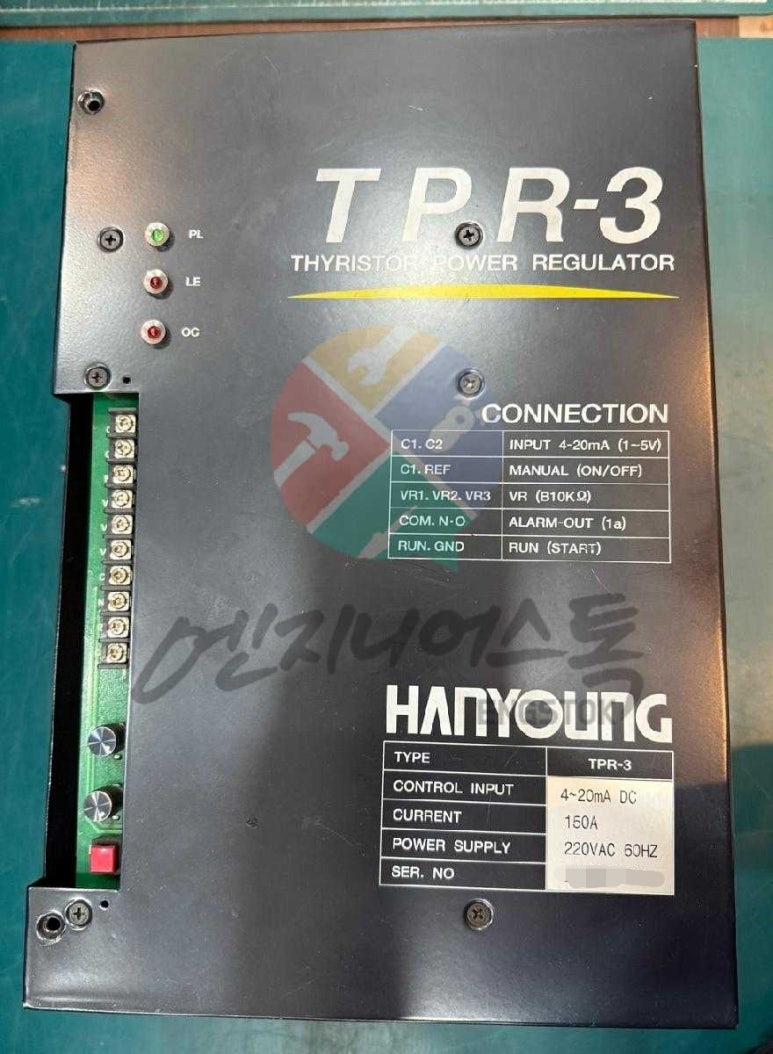 TPR-3
THYRISTOR POWER REGULATOR
PL
LE
OC
CONNECTION
C1. C2 INPUT 4-20mA (1~5V)
C1. REF MANUAL (ON/OFF)
VR1. VR2. VR3 VR (B10KΩ)
COM. N-O ALARM-OUT (1a)
RUN. GND RUN (START)
엔지니어스톡
ENGSTOK
HANYOUNG
TYPE TPR-3
CONTROL INPUT 4~20mA DC
CURRENT 150A
POWER SUPPLY 220VAC 60HZ
SER. NO